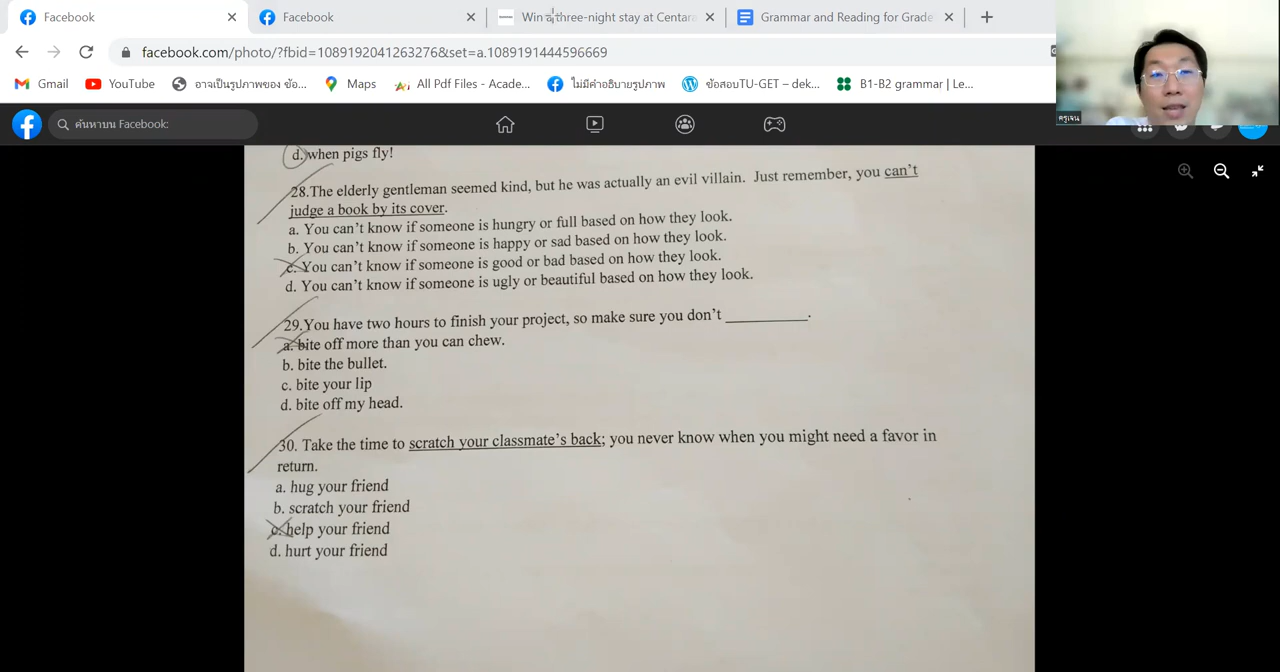 Facebook
Facebook
Win a three-night stay at Centara
Grammar and Reading for Grade
facebook.com/photo/?fbid=1089192041263276&set=a.1089191444596669
Gmail
YouTube
อาจเป็นรูปภาพของ ข้อ...
Maps
All Pdf Files - Acade...
ไม่มีคำอธิบายรูปภาพ
ข้อสอบTU-GET – dek...
B1-B2 grammar | Le...
ครูเจน
ค้นหาบน Facebook:
d. when pigs fly!
28.The elderly gentleman seemed kind, but he was actually an evil villain. Just remember, you can't
judge a book by its cover.
a. You can't know if someone is hungry or full based on how they look.
b. You can't know if someone is happy or sad based on how they look.
c. You can't know if someone is good or bad based on how they look.
d. You can't know if someone is ugly or beautiful based on how they look.
29.You have two hours to finish your project, so make sure you don't __________.
a. bite off more than you can chew.
b. bite the bullet.
c. bite your lip
d. bite off my head.
30. Take the time to scratch your classmate's back; you never know when you might need a favor in
return.
a. hug your friend
b. scratch your friend
c. help your friend
d. hurt your friend